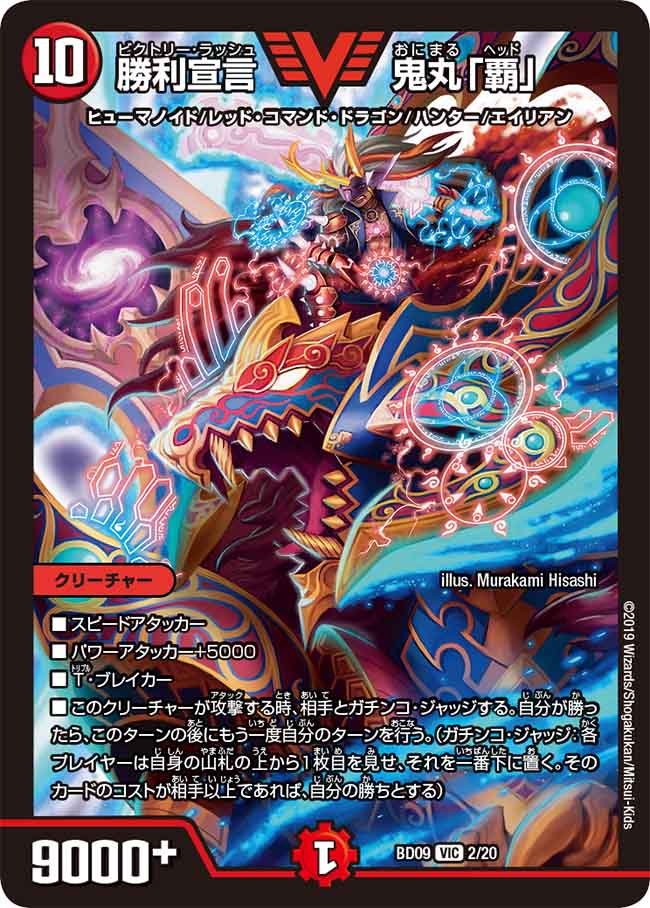 10
ビクトリー・ラッシュ おにまる ヘッド
勝利宣言 鬼丸「覇」
ヒューマノイド/レッド・コマンド・ドラゴン/ハンター/エイリアン
illus. Murakami Hisashi
クリーチャー
■スピードアタッカー
■パワーアタッカー+5000
■T・ブレイカー
■このクリーチャーが攻撃する時、相手とガチンコ・ジャッジする。自分が勝っ
たら、このターンの後にもう一度自分のターンを行う。(ガチンコ・ジャッジ:各
プレイヤーは自身の山札の上から1枚目を見せ、それを一番下に置く。その
カードのコストが相手以上であれば、自分の勝ちとする)
©2019 Wizards/Shogakukan/Mitsui-Kids
9000+
1
BD09 VIC 2/20